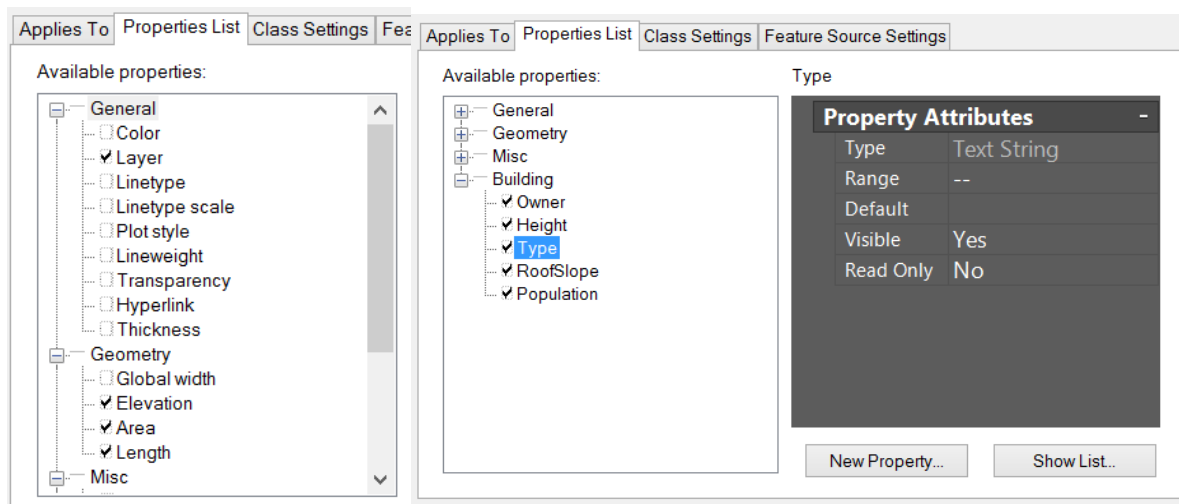 Applies To Properties List Class Settings Fea
Available properties:
General
Color
Layer
Linetype
Linetype scale
Plot style
Lineweight
Transparency
Hyperlink
Thickness
Geometry
Global width
Elevation
Area
Length
Misc
Applies To Properties List Class Settings Feature Source Settings
Available properties:
General
Geometry
Misc
Building
Owner
Height
Type
RoofSlope
Population
Type
Property Attributes -
Type Text String
Range --
Default
Visible Yes
Read Only No
New Property... Show List...